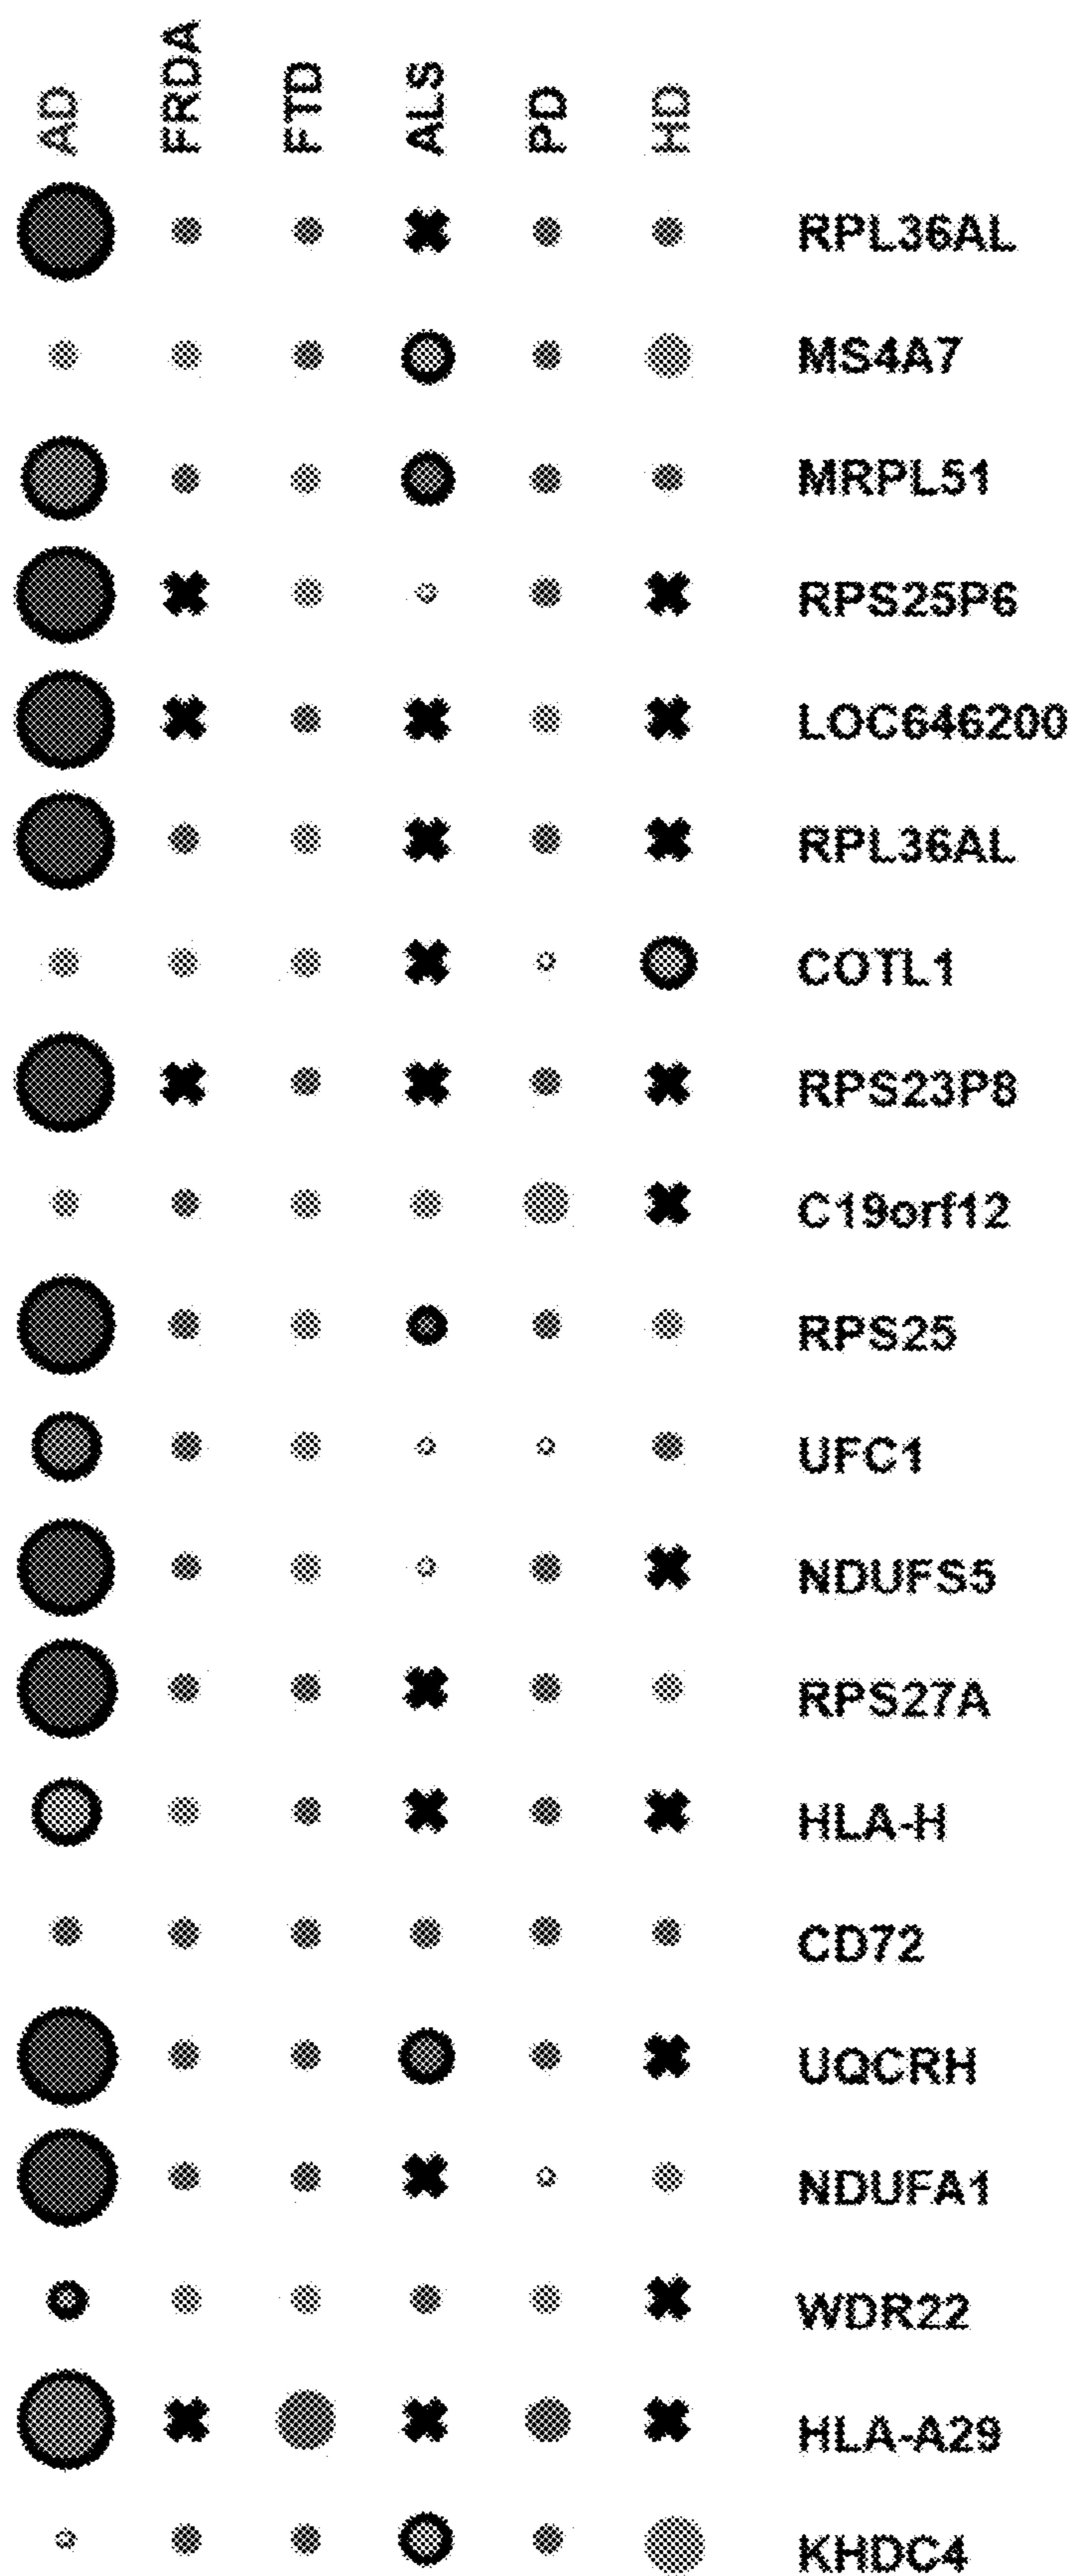 AD FRDA FTD ALS PD HD
RPL36AL
MS4A7
MRPL51
RPS25P6
LOC646200
RPL36AL
COTL1
RPS23P8
C19orf12
RPS25
UFC1
NDUFS5
RPS27A
HLA-H
CD72
UQCRH
NDUFA1
WDR22
HLA-A29
KHDC4